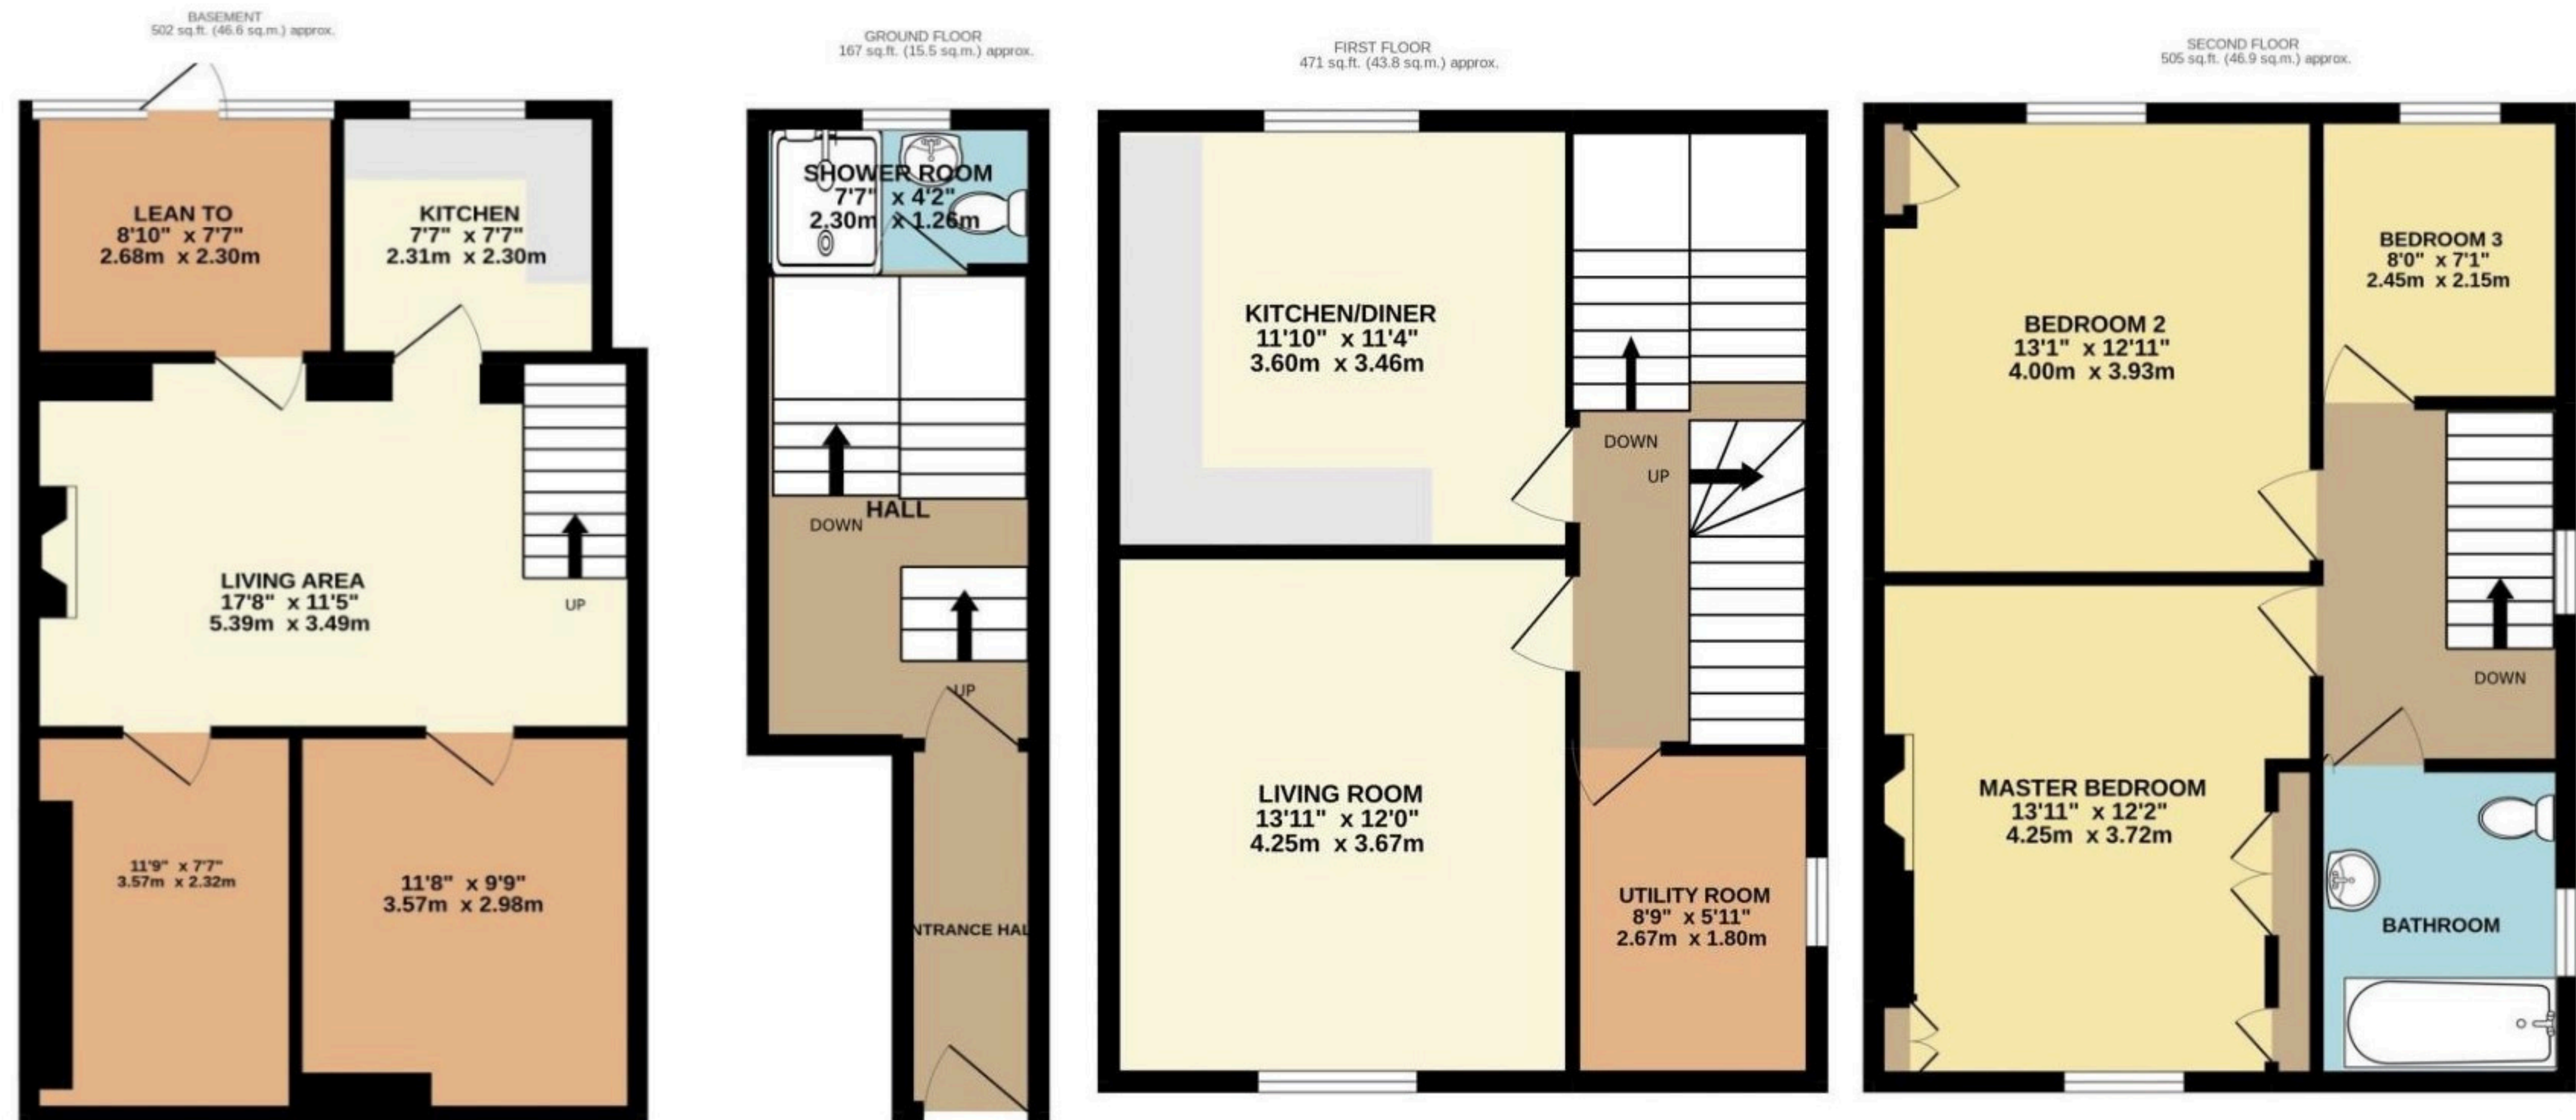 BASEMENT
502 sq.ft. (46.6 sq.m.) approx.
LEAN TO
8'10" x 7'7"
2.68m x 2.30m
KITCHEN
7'7" x 7'7"
2.31m x 2.30m
LIVING AREA
17'8" x 11'5"
5.39m x 3.49m
UP
11'9" x 7'7"
3.57m x 2.32m
11'8" x 9'9"
3.57m x 2.98m
GROUND FLOOR
167 sq.ft. (15.5 sq.m.) approx.
SHOWER ROOM
7'7" x 4'2"
2.30m x 1.26m
HALL
DOWN
UP
NTRANCE HAL
FIRST FLOOR
471 sq.ft. (43.8 sq.m.) approx.
KITCHEN/DINER
11'10" x 11'4"
3.60m x 3.46m
DOWN
UP
LIVING ROOM
13'11" x 12'0"
4.25m x 3.67m
UTILITY ROOM
8'9" x 5'11"
2.67m x 1.80m
SECOND FLOOR
505 sq.ft. (46.9 sq.m.) approx.
BEDROOM 2
13'1" x 12'11"
4.00m x 3.93m
BEDROOM 3
8'0" x 7'1"
2.45m x 2.15m
DOWN
MASTER BEDROOM
13'11" x 12'2"
4.25m x 3.72m
BATHROOM